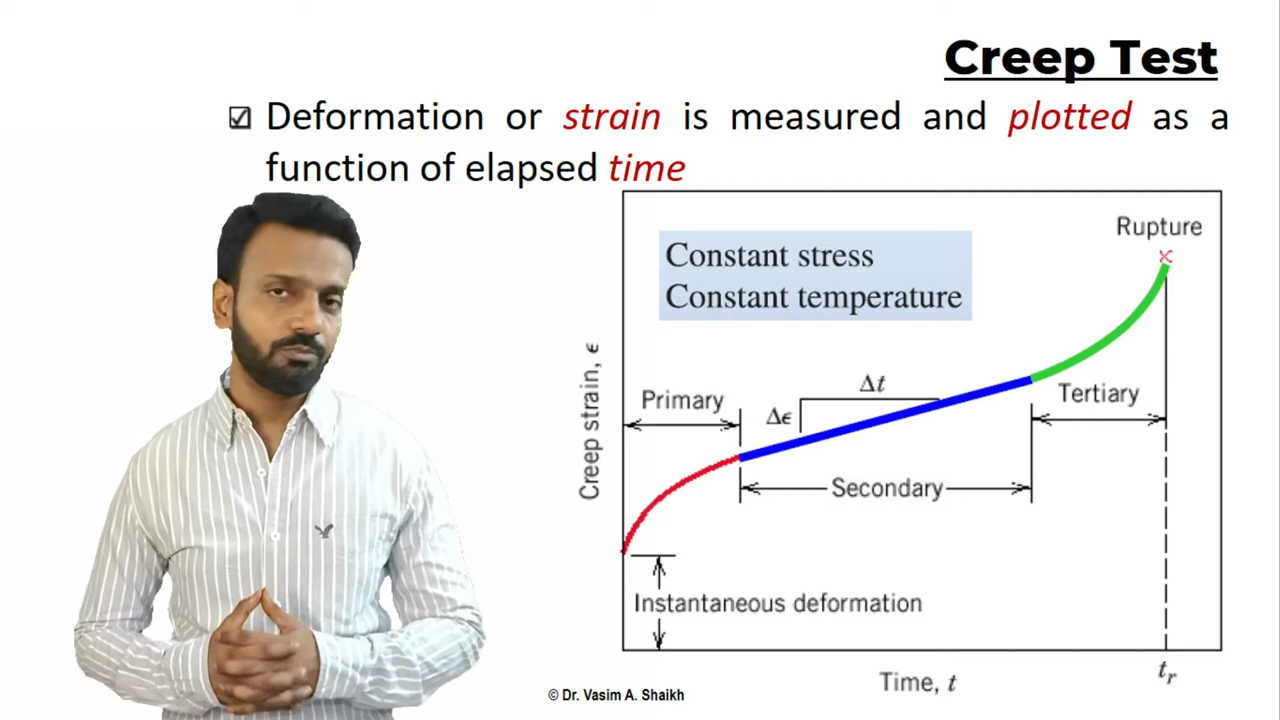 Creep Test
Deformation or strain is measured and plotted as a
function of elapsed time
Rupture
Constant stress
Constant temperature
Creep strain, ϵ
Δt
Primary
Tertiary
Δϵ
Secondary
Instantaneous deformation
Time, t
tᵣ
© Dr. Vasim A. Shaikh